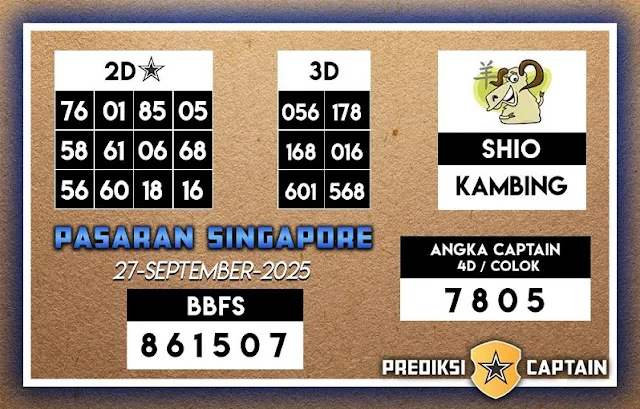 2D
76 01 85 05
58 61 06 68
56 60 18 16
3D
056 178
168 016
601 568
羊
SHIO
KAMBING
PASARAN SINGAPORE
27-SEPTEMBER-2025
BBFS
861507
ANGKA CAPTAIN
4D / COLOK
7805
PREDIKSI CAPTAIN